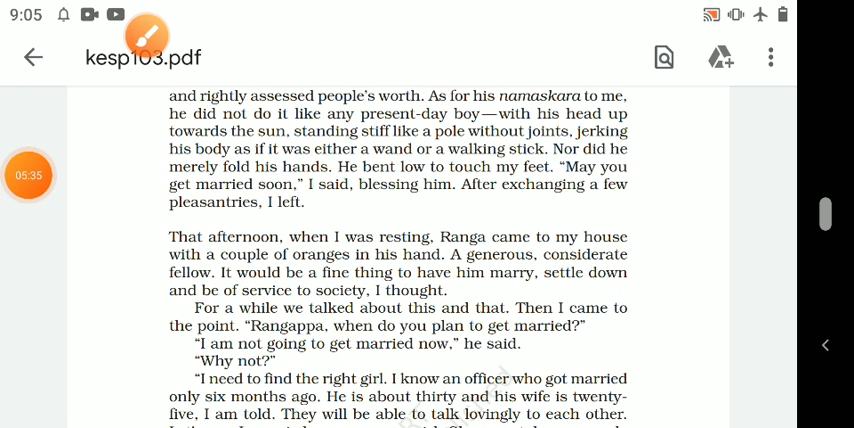 9:05
kesp103.pdf
05:35
and rightly assessed people's worth. As for his namaskara to me,
he did not do it like any present-day boy—with his head up
towards the sun, standing stiff like a pole without joints, jerking
his body as if it was either a wand or a walking stick. Nor did he
merely fold his hands. He bent low to touch my feet. “May you
get married soon,” I said, blessing him. After exchanging a few
pleasantries, I left.
That afternoon, when I was resting, Ranga came to my house
with a couple of oranges in his hand. A generous, considerate
fellow. It would be a fine thing to have him marry, settle down
and be of service to society, I thought.
For a while we talked about this and that. Then I came to
the point. “Rangappa, when do you plan to get married?”
“I am not going to get married now,” he said.
“Why not?”
“I need to find the right girl. I know an officer who got married
only six months ago. He is about thirty and his wife is twenty-
five, I am told. They will be able to talk lovingly to each other.